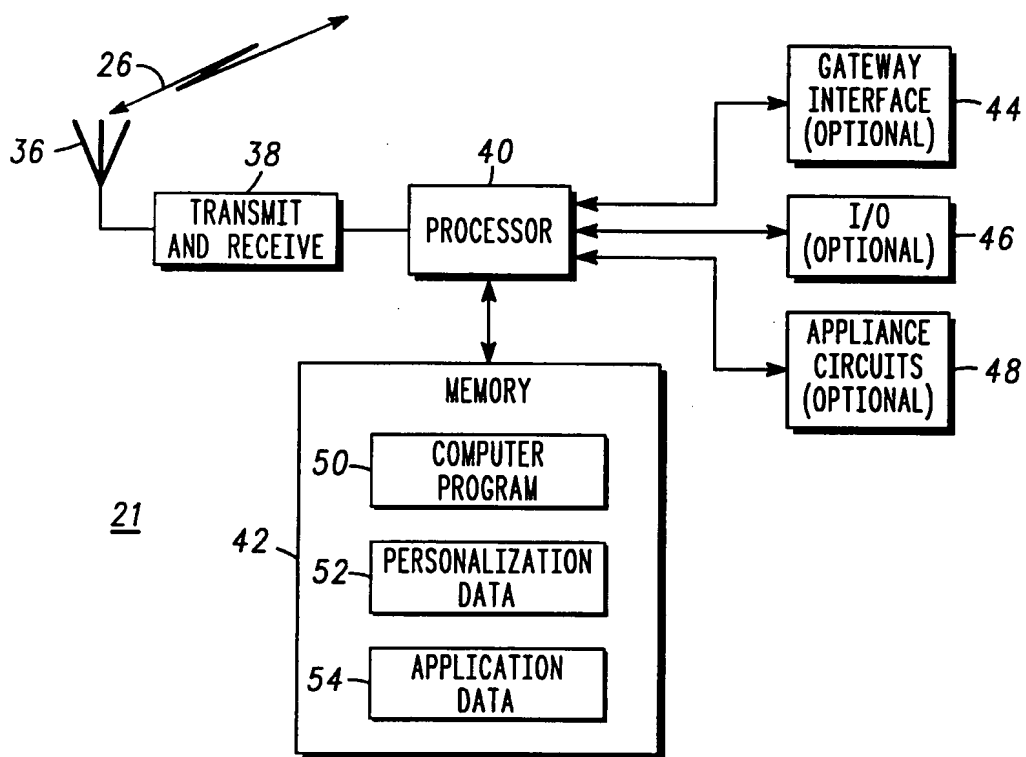 26
36
38
TRANSMIT
AND RECEIVE
40
PROCESSOR
GATEWAY
INTERFACE
(OPTIONAL)
44
I/O
(OPTIONAL)
46
APPLIANCE
CIRCUITS
(OPTIONAL)
48
MEMORY
50
COMPUTER
PROGRAM
21
42
52
PERSONALIZATION
DATA
54
APPLICATION
DATA